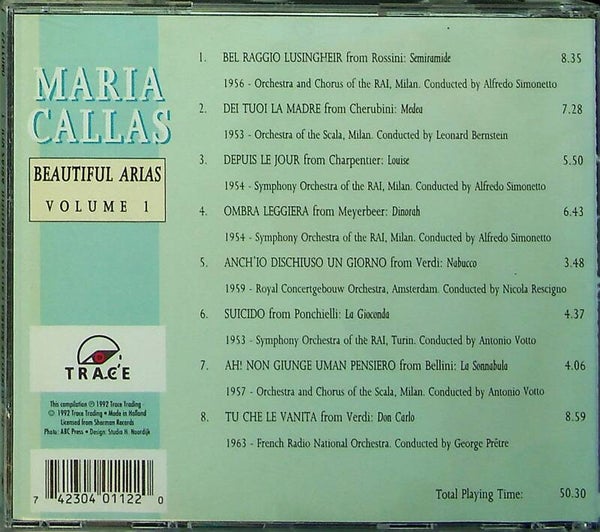 MARIA
CALLAS
BEAUTIFUL ARIAS
VOLUME 1
1. BEL RAGGIO LUSINGHEIR from Rossini: Semiramide 8.35
1956 - Orchestra and Chorus of the RAI, Milan. Conducted by Alfredo Simonetto
2. DEI TUOI LA MADRE from Cherubini: Medea 7.28
1953 - Orchestra of the Scala, Milan. Conducted by Leonard Bernstein
3. DEPUIS LE JOUR from Charpentier: Louise 5.50
1954 - Symphony Orchestra of the RAI, Milan. Conducted by Alfredo Simonetto
4. OMBRA LEGGIERA from Meyerbeer: Dinorah 6.43
1954 - Symphony Orchestra of the RAI, Milan. Conducted by Alfredo Simonetto
5. ANCH'IO DISCHIUSO UN GIORNO from Verdi: Nabucco 3.48
1959 - Royal Concertgebouw Orchestra, Amsterdam. Conducted by Nicola Rescigno
6. SUICIDO from Ponchielli: La Gioconda 4.37
1953 - Symphony Orchestra of the RAI, Turin. Conducted by Antonio Votto
7. AH! NON GIUNGE UMAN PENSIERO from Bellini: La Sonnabula 4.06
1957 - Orchestra and Chorus of the Scala, Milan. Conducted by Antonio Votto
8. TU CHE LE VANITA from Verdi: Don Carlo 8.59
1963 - French Radio National Orchestra. Conducted by George Prêtre
Total Playing Time: 50.30
TRACE
This compilation ℗ 1992 Trace Trading
© 1992 Trace Trading • Made in Holland
Licensed from Sherman Records
Photo: ABC Press • Design: Studio H. Noordijk
7 42304 01122 0